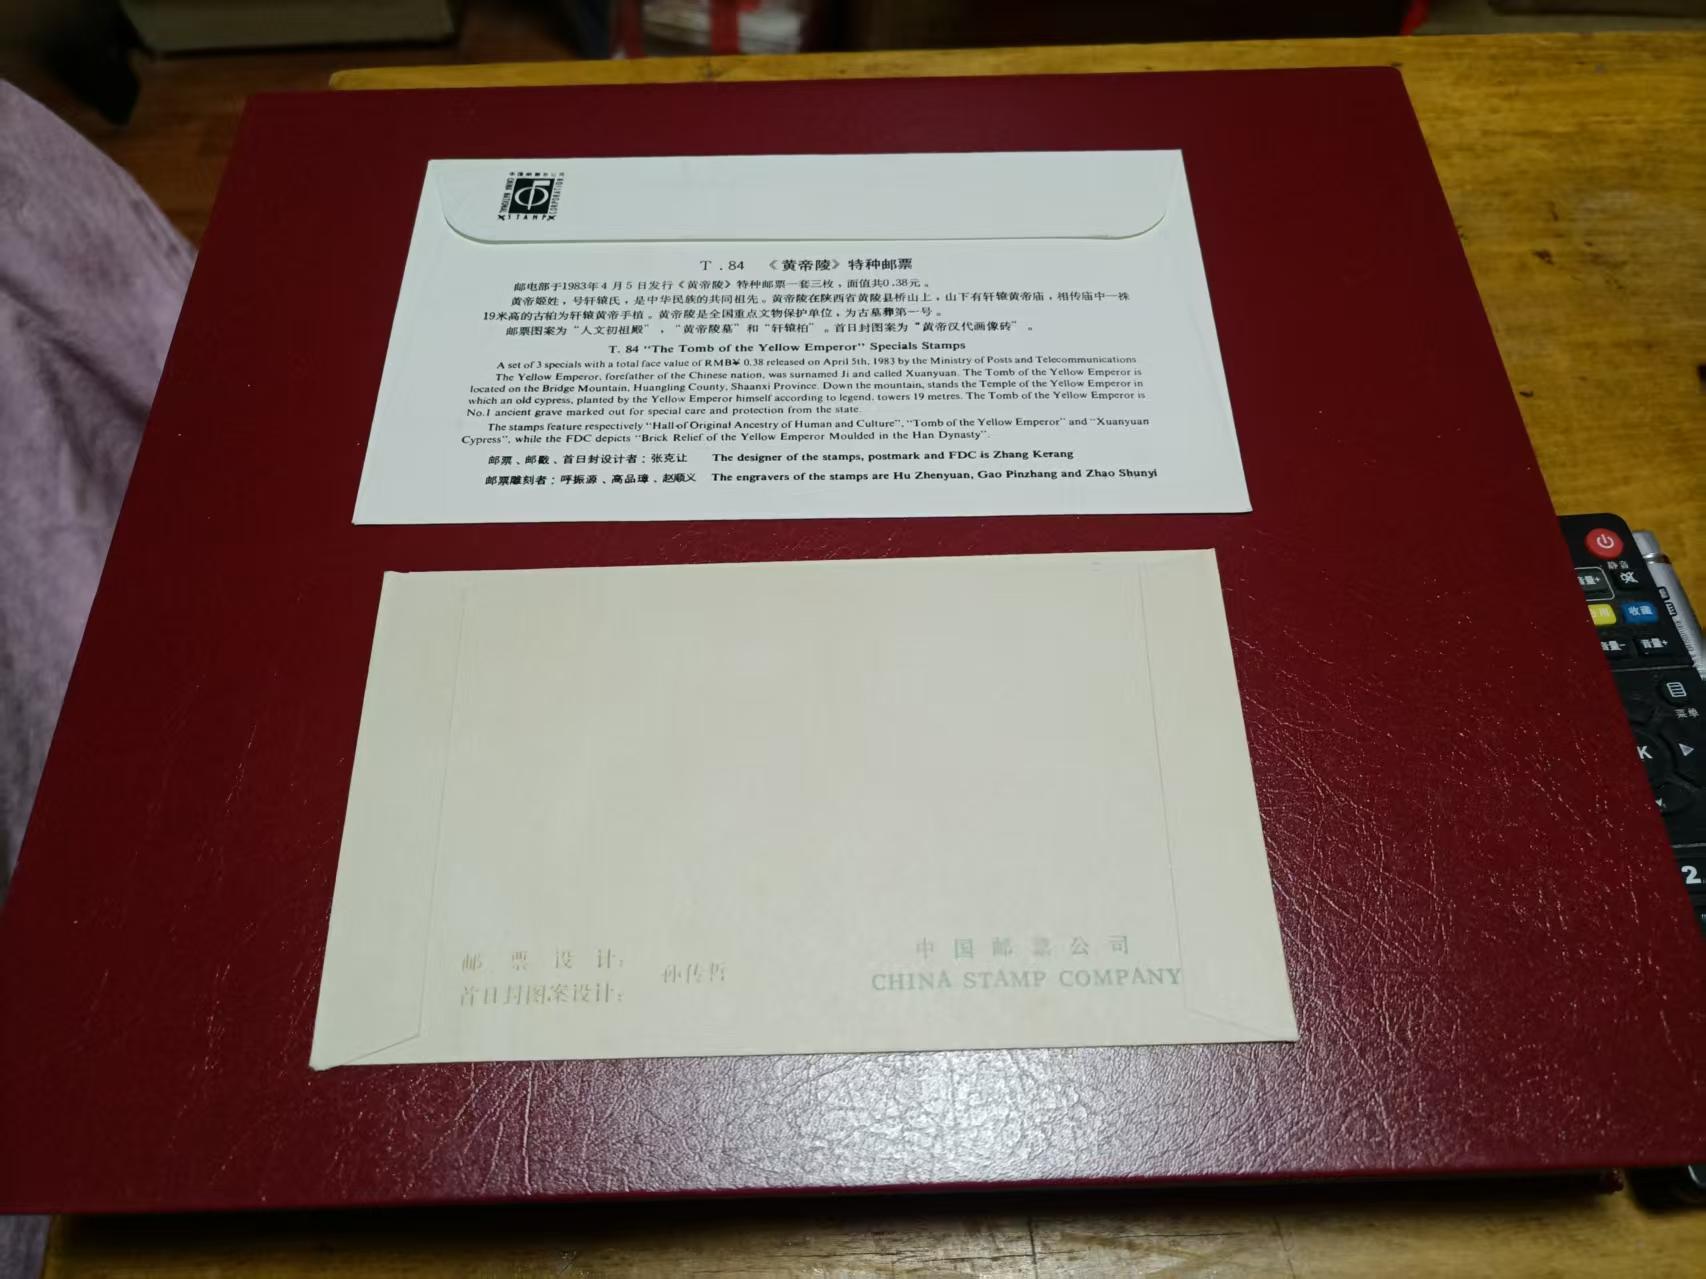 中国邮票总公司
CHINA NATIONAL
STAMP
CORPORATION
T.84 《黄帝陵》特种邮票
邮电部于1983年4月5日发行《黄帝陵》特种邮票一套三枚，面值共0.38元。
黄帝姬姓，号轩辕氏，是中华民族的共同祖先。黄帝陵在陕西省黄陵县桥山上，山下有轩辕黄帝庙，相传庙中一株
19米高的古柏为轩辕黄帝手植。黄帝陵是全国重点文物保护单位，为古墓葬第一号。
邮票图案为“人文初祖殿”，“黄帝陵墓”和“轩辕柏”。首日封图案为“黄帝汉代画像砖”。
T. 84 "The Tomb of the Yellow Emperor" Specials Stamps
A set of 3 specials with a total face value of RMB¥ 0.38 released on April 5th, 1983 by the Ministry of Posts and Telecommunications
The Yellow Emperor, forefather of the Chinese nation, was surnamed Ji and called Xuanyuan. The Tomb of the Yellow Emperor is
located on the Bridge Mountain, Huangling County, Shaanxi Province. Down the mountain, stands the Temple of the Yellow Emperor in
which an old cypress, planted by the Yellow Emperor himself according to legend, towers 19 metres. The Tomb of the Yellow Emperor is
No.1 ancient grave marked out for special care and protection from the state.
The stamps feature respectively "Hall of Original Ancestry of Human and Culture", "Tomb of the Yellow Emperor" and "Xuanyuan
Cypress", while the FDC depicts "Brick Relief of the Yellow Emperor Moulded in the Han Dynasty".
邮票、邮戳、首日封设计者：张克让 The designer of the stamps, postmark and FDC is Zhang Kerang
邮票雕刻者：呼振源、高品璋、赵顺义 The engravers of the stamps are Hu Zhenyuan, Gao Pinzhang and Zhao Shunyi
邮票设计：
首日封图案设计：
孙传哲
中国邮票公司
CHINA STAMP COMPANY
音量+
收藏
音量-
音量+
菜单
K
2